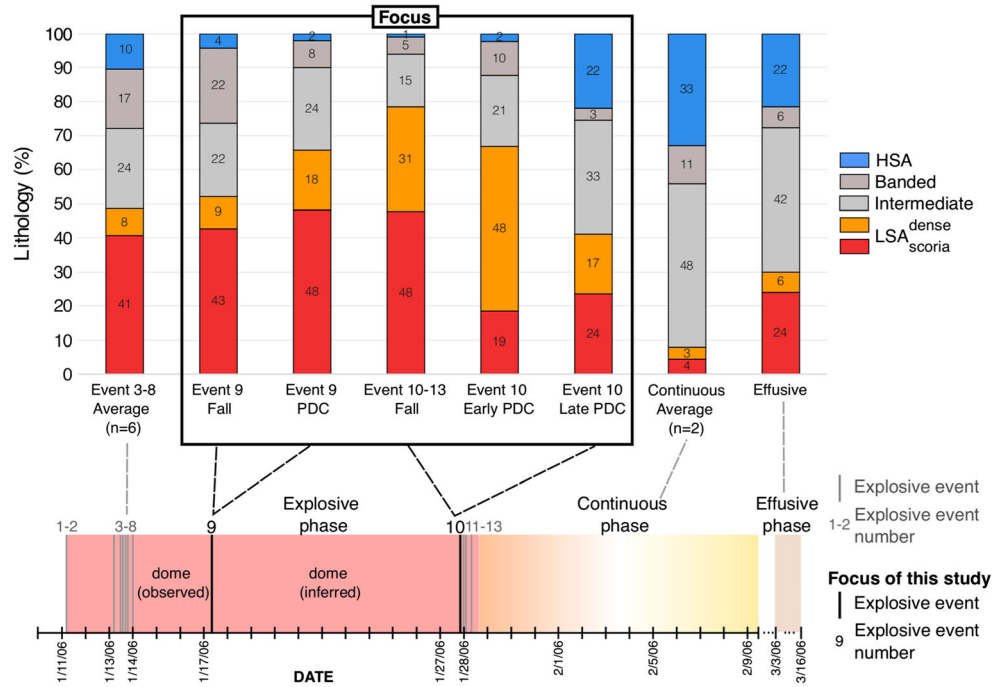 Focus
Lithology (%)
100
90
80
70
60
50
40
30
20
10
0
10
17
24
8
41
4
22
22
9
43
2
8
24
18
48
1
5
15
31
48
2
10
21
48
19
22
3
33
17
24
33
11
48
3
4
22
6
42
6
24
HSA
Banded
Intermediate
LSA dense
scoria
Event 3-8
Average
(n=6)
Event 9
Fall
Event 9
PDC
Event 10-13
Fall
Event 10
Early PDC
Event 10
Late PDC
Continuous
Average
(n=2)
Effusive
1-2
3-8
9
Explosive
phase
10
11-13
Continuous
phase
Effusive
phase
dome
(observed)
dome
(inferred)
1/11/06
1/13/06
1/14/06
1/17/06
1/27/06
1/28/06
2/1/06
2/5/06
2/9/06
3/3/06
3/16/06
DATE
Explosive event
1-2 Explosive event
number
Focus of this study
Explosive event
9 Explosive event
number